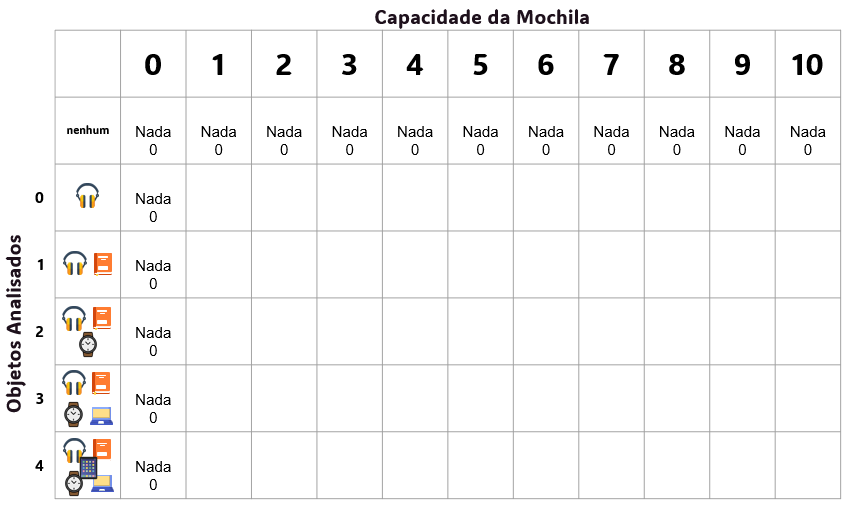 Capacidade da Mochila
0 1 2 3 4 5 6 7 8 9 10
nenhum Nada Nada Nada Nada Nada Nada Nada Nada Nada Nada Nada
0 0 0 0 0 0 0 0 0 0 0
Objetos Analisados
0 Nada
0
1 Nada
0
2 Nada
0
3 Nada
0
4 Nada
0